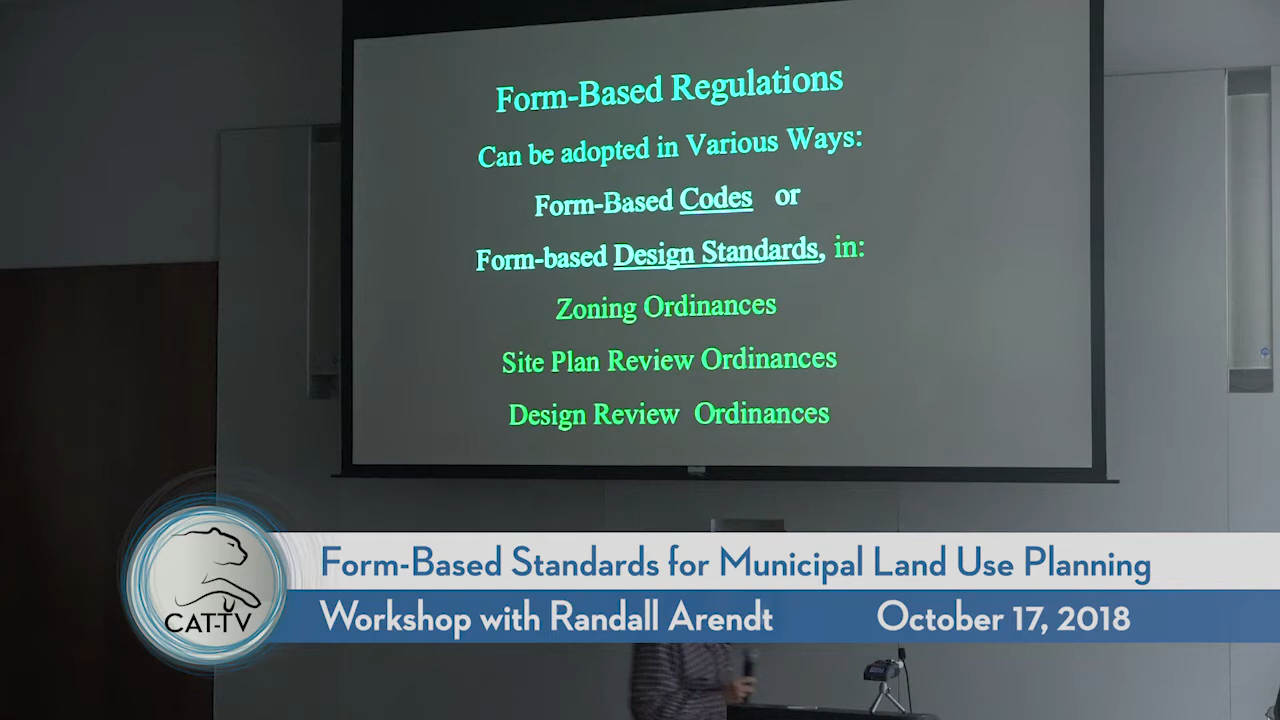 Form-Based Regulations
Can be adopted in Various Ways:
Form-Based Codes or
Form-based Design Standards, in:
Zoning Ordinances
Site Plan Review Ordinances
Design Review Ordinances
Form-Based Standards for Municipal Land Use Planning
Workshop with Randall Arendt October 17, 2018
CAT-TV